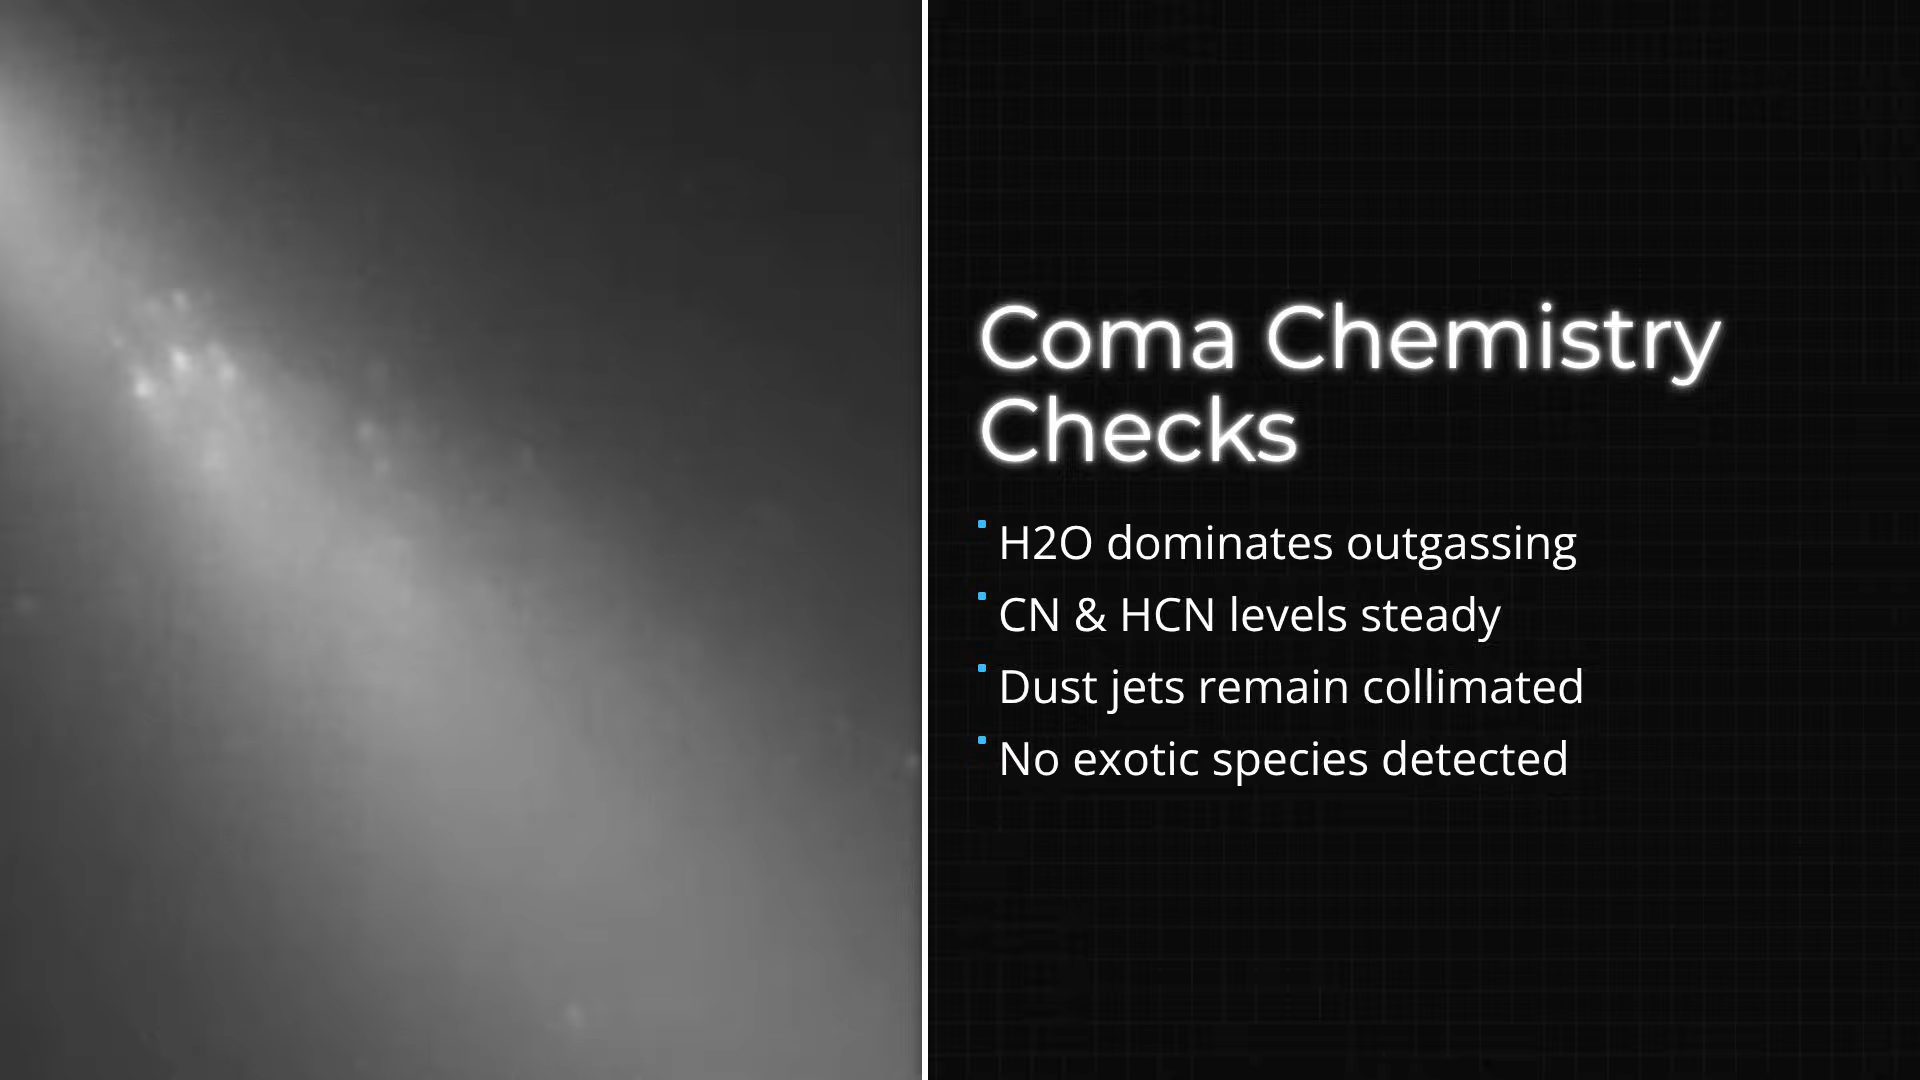 Coma Chemistry
Checks
H2O dominates outgassing
CN & HCN levels steady
Dust jets remain collimated
No exotic species detected